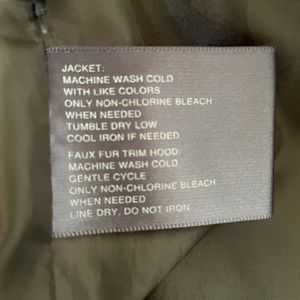 JACKET:
MACHINE WASH COLD
WITH LIKE COLORS
ONLY NON-CHLORINE BLEACH
WHEN NEEDED
TUMBLE DRY LOW
COOL IRON IF NEEDED
FAUX FUR TRIM HOOD:
MACHINE WASH COLD,
GENTLE CYCLE
ONLY NON-CHLORINE BLEACH
WHEN NEEDED
LINE DRY. DO NOT IRON